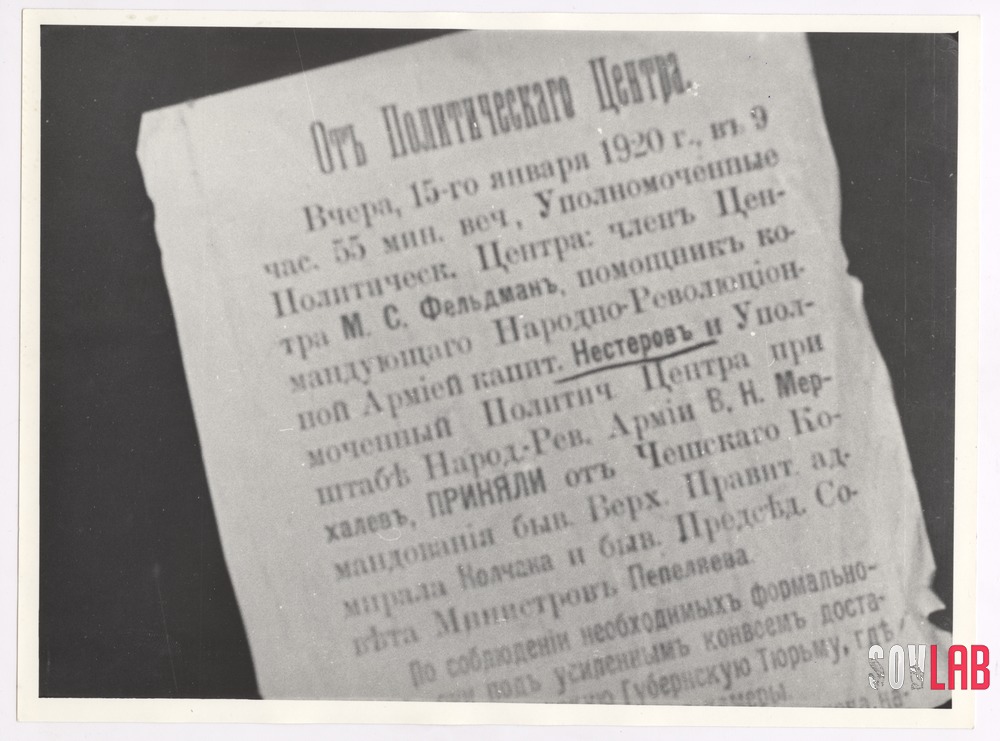 Отъ Политическаго Центра.
Вчера, 15-го января 1920 г., въ 9
час. 55 мин. веч., Уполномоченные
Политическ. Центра: членъ Цен-
тра М. С. Фельдманъ, помощникъ ко-
мандующаго Народно-Революціон-
ной Арміей капит. Нестеровъ и Упол-
моченный Политич. Центра при
штабѣ Народ.-Рев. Арміи В. Н. Мер-
халевъ, ПРИНЯЛИ отъ Чешскаго Ко-
мандованія быв. Верх. Правит. ад-
мирала Колчака и быв. Предсѣд. Со-
вѣта Министровъ Пепеляева.
По соблюденіи необходимыхъ формально-
подъ усиленнымъ конвоемъ доста-
Губернскую Тюрьму, гдѣ
камеры.
SOVLAB